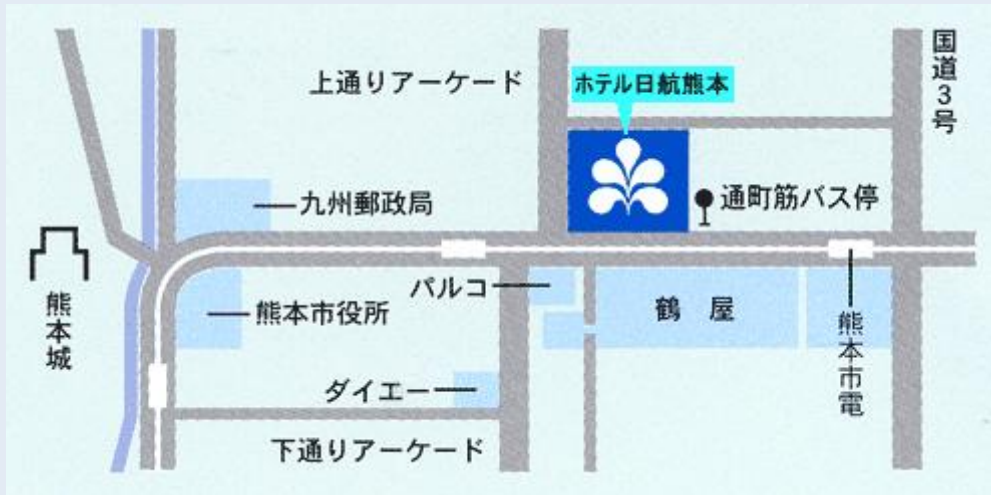 上通りアーケード
ホテル日航熊本
国道3号
九州郵政局
通町筋バス停
熊本城
熊本市役所
パルコ
鶴 屋
熊本市電
ダイエー
下通りアーケード